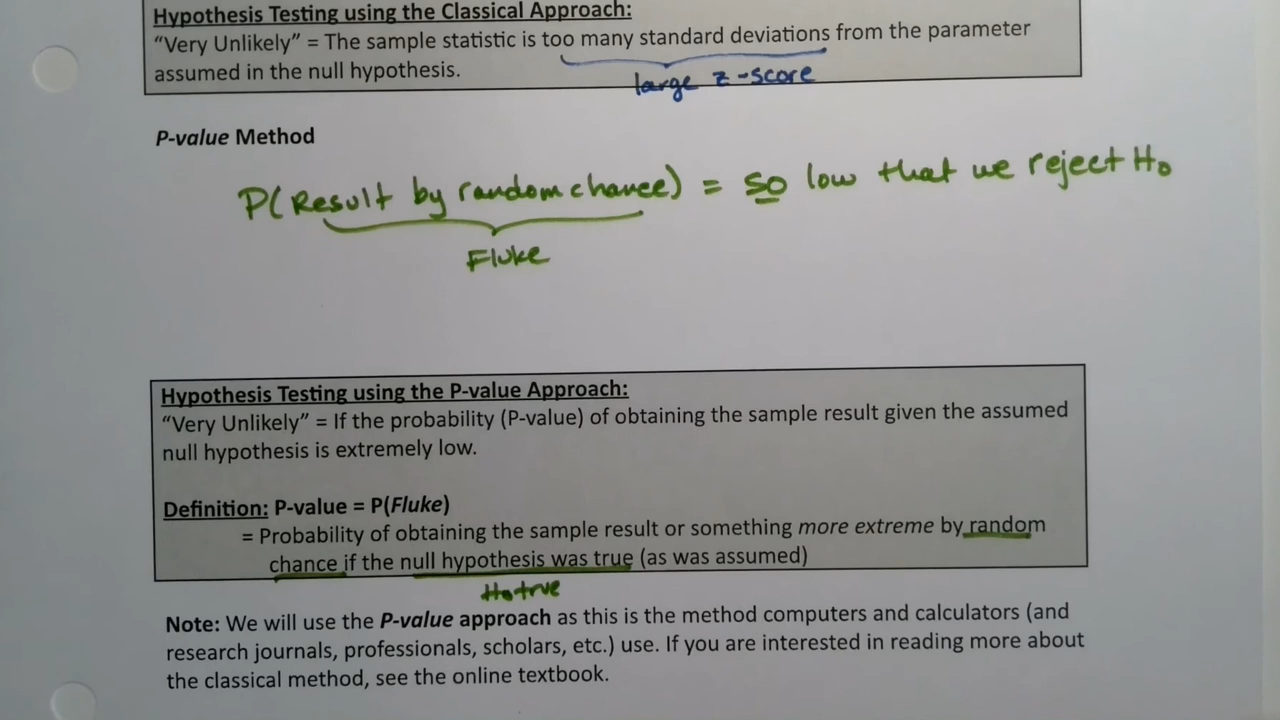 Hypothesis Testing using the Classical Approach:
“Very Unlikely” = The sample statistic is too many standard deviations from the parameter
assumed in the null hypothesis.
large z-score
P-value Method
P(Result by random chance) = so low that we reject H₀
Fluke
Hypothesis Testing using the P-value Approach:
“Very Unlikely” = If the probability (P-value) of obtaining the sample result given the assumed
null hypothesis is extremely low.
Definition: P-value = P(Fluke)
= Probability of obtaining the sample result or something more extreme by random
chance if the null hypothesis was true (as was assumed)
H₀ true
Note: We will use the P-value approach as this is the method computers and calculators (and
research journals, professionals, scholars, etc.) use. If you are interested in reading more about
the classical method, see the online textbook.